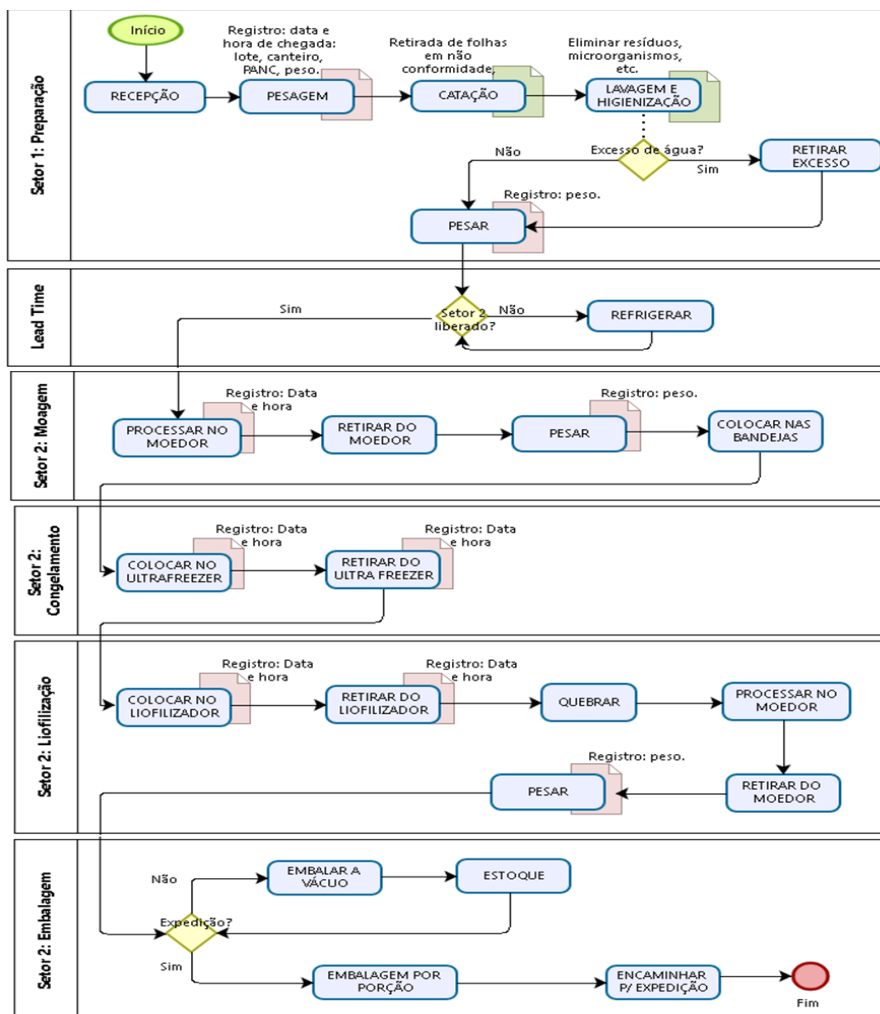 Setor 1: Preparação
Início
Registro: data e
hora de chegada:
lote, canteiro,
PANC, peso.
Retirada de folhas
em não
conformidade,
Eliminar resíduos,
microorganismos,
etc.
RECEPÇÃO
PESAGEM
CATAÇÃO
LAVAGEM E
HIGIENIZAÇÃO
Excesso de água?
Não
Sim
RETIRAR
EXCESSO
Registro: peso.
PESAR
Lead Time
Setor 2
liberado?
Sim
Não
REFRIGERAR
Setor 2: Moagem
Registro: Data
e hora
PROCESSAR NO
MOEDOR
RETIRAR DO
MOEDOR
Registro: peso.
PESAR
COLOCAR NAS
BANDEJAS
Setor 2:
Congelamento
Registro: Data
e hora
COLOCAR NO
ULTRAFREEZER
Registro: Data
e hora
RETIRAR DO
ULTRA FREEZER
Setor 2: Liofilização
Registro: Data
e hora
COLOCAR NO
LIOFILIZADOR
Registro: Data
e hora
RETIRAR DO
LIOFILIZADOR
QUEBRAR
PROCESSAR NO
MOEDOR
RETIRAR DO
MOEDOR
Registro: peso.
PESAR
Setor 2: Embalagem
Expedição?
Não
EMBALAR A
VÁCUO
ESTOQUE
Sim
EMBALAGEM POR
PORÇÃO
ENCAMINHAR
P/ EXPEDIÇÃO
Fim